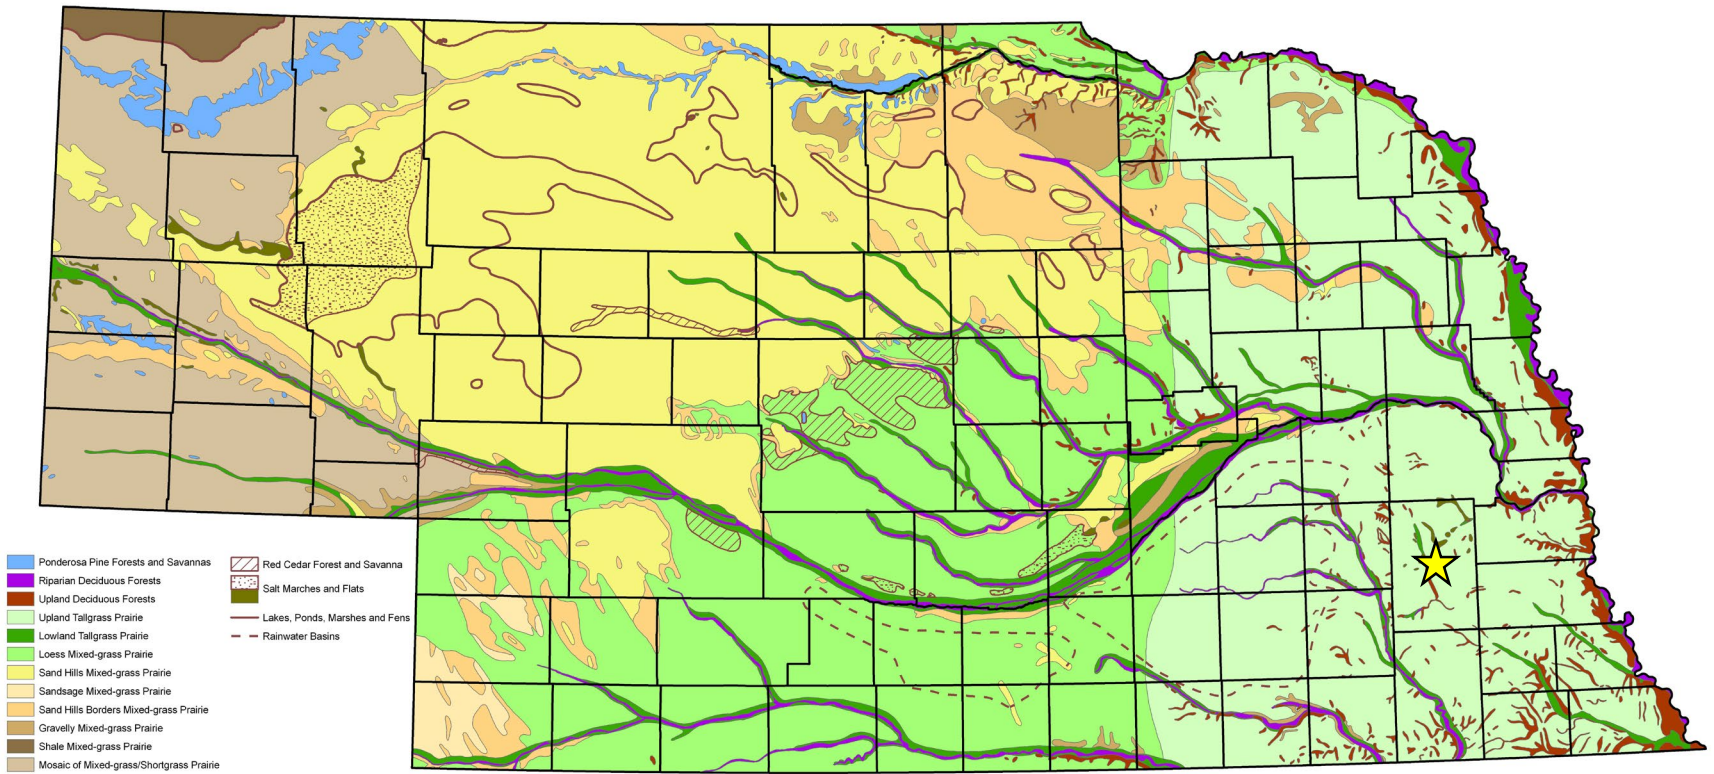 Ponderosa Pine Forests and Savannas
Riparian Deciduous Forests
Upland Deciduous Forests
Upland Tallgrass Prairie
Lowland Tallgrass Prairie
Loess Mixed-grass Prairie
Sand Hills Mixed-grass Prairie
Sandsage Mixed-grass Prairie
Sand Hills Borders Mixed-grass Prairie
Gravelly Mixed-grass Prairie
Shale Mixed-grass Prairie
Mosaic of Mixed-grass/Shortgrass Prairie
Red Cedar Forest and Savanna
Salt Marches and Flats
Lakes, Ponds, Marshes and Fens
Rainwater Basins